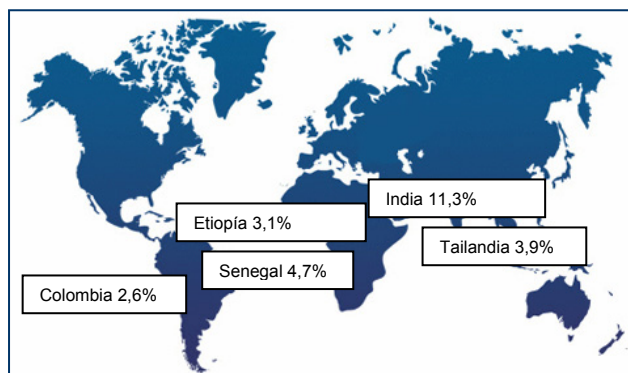 India 11,3%
Etiopía 3,1%
Tailandia 3,9%
Senegal 4,7%
Colombia 2,6%